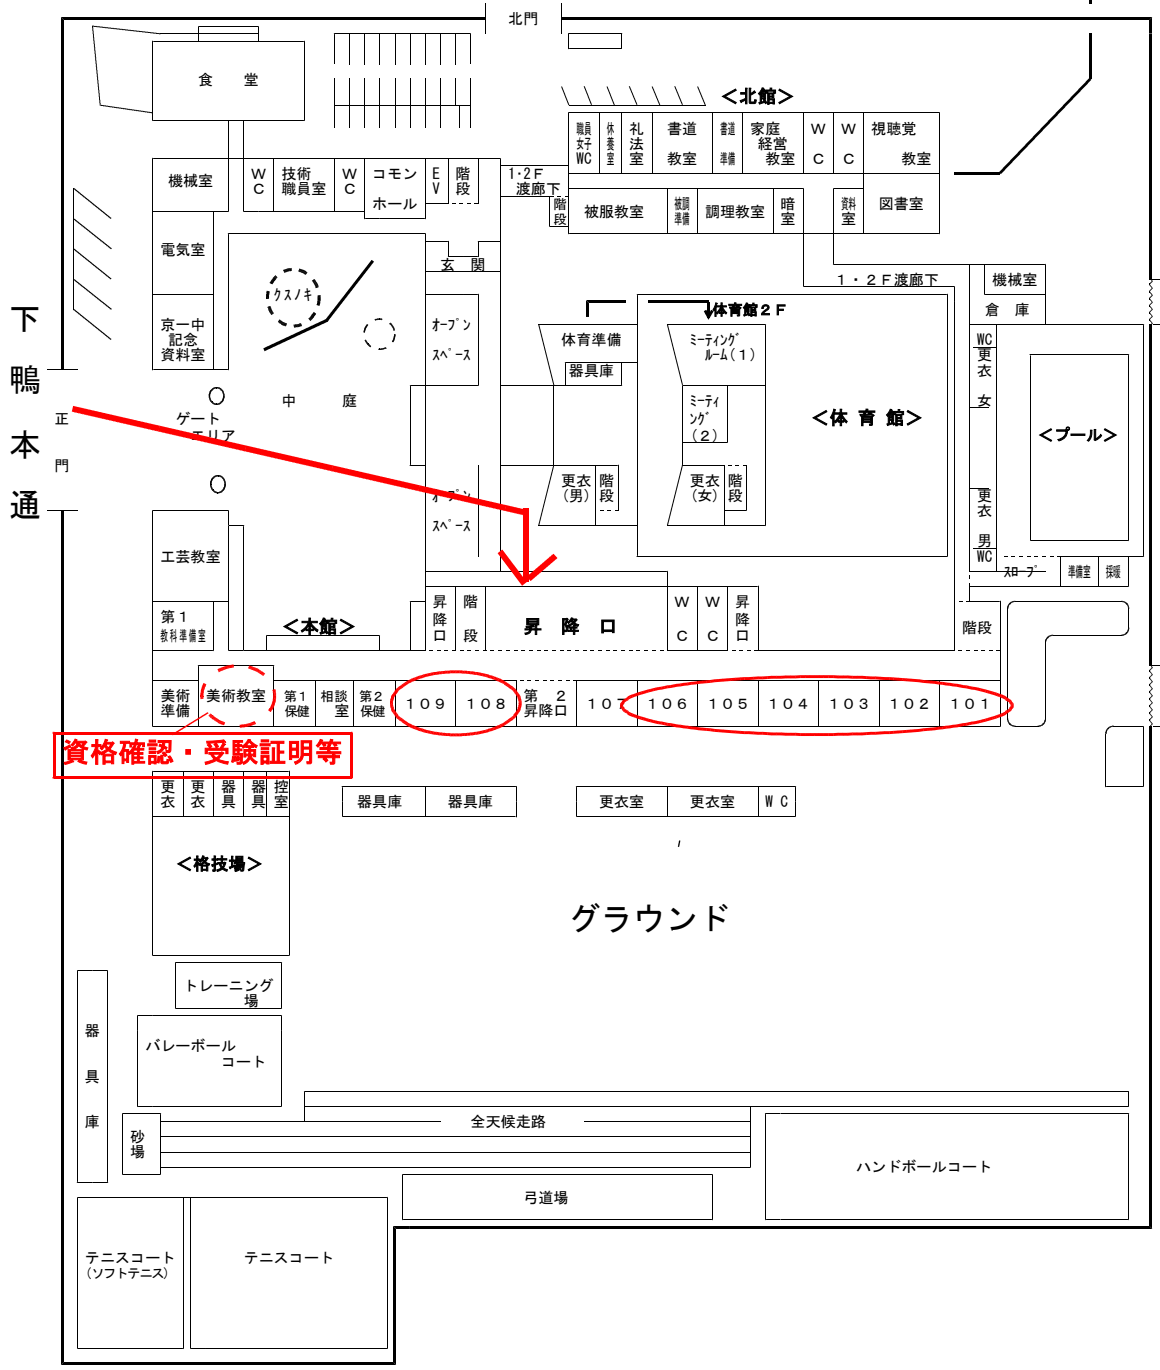 北門
食　堂
＜北館＞
職員
女子
WC
休養室
礼法室
書道
教室
書道
準備
家庭
経営
教室
WC
WC
視聴覚
教室
機械室
WC
技術
職員室
WC
コモン
ホール
EV
階段
1・2F
渡廊下
階段
被服教室
被調
準備
調理教室
暗室
資料
室
図書室
電気室
クスノキ
玄　関
1・2F渡廊下
機械室
倉　庫
京一中
記念
資料室
オープン
スペース
体育準備
器具庫
体育館2F
ミーティング
ルーム(1)
ミーティ
ング
(2)
WC
更衣　女
＜体 育 館＞
＜プール＞
下鴨本通
正門
ゲート
エリア
中　庭
オープン
スペース
更衣
(男)
階段
更衣
(女)
階段
更衣　男
WC
スロープ
準備室
採暖
工芸教室
第1
教科準備室
＜本館＞
昇降口
階段
昇　降　口
WC
WC
昇降口
階段
美術
準備
美術教室
第1
保健
相談
室
第2
保健
109
108
第　2
昇降口
107
106
105
104
103
102
101
資格確認・受験証明等
更衣
更衣
器具
器具
控室
器具庫
器具庫
更衣室
更衣室
WC
＜格技場＞
グラウンド
トレーニング
場
器具庫
バレーボール
コート
砂場
全天候走路
ハンドボールコート
弓道場
テニスコート
(ソフトテニス)
テニスコート